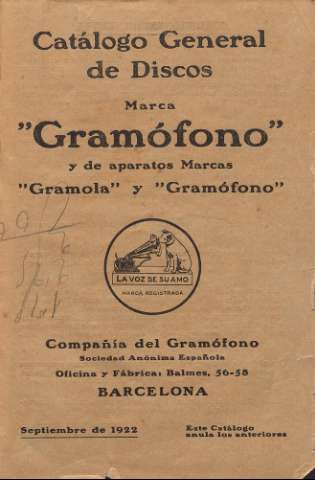 Catálogo General
de Discos
Marca
"Gramófono"
y de aparatos Marcas
"Gramola" y "Gramófono"
LA VOZ DE SU AMO
MARCA REGISTRADA
Compañía del Gramófono
Sociedad Anónima Española
Oficina y Fábrica: Balmes, 56-58
BARCELONA
Septiembre de 1922
Este Catálogo
anula los anteriores